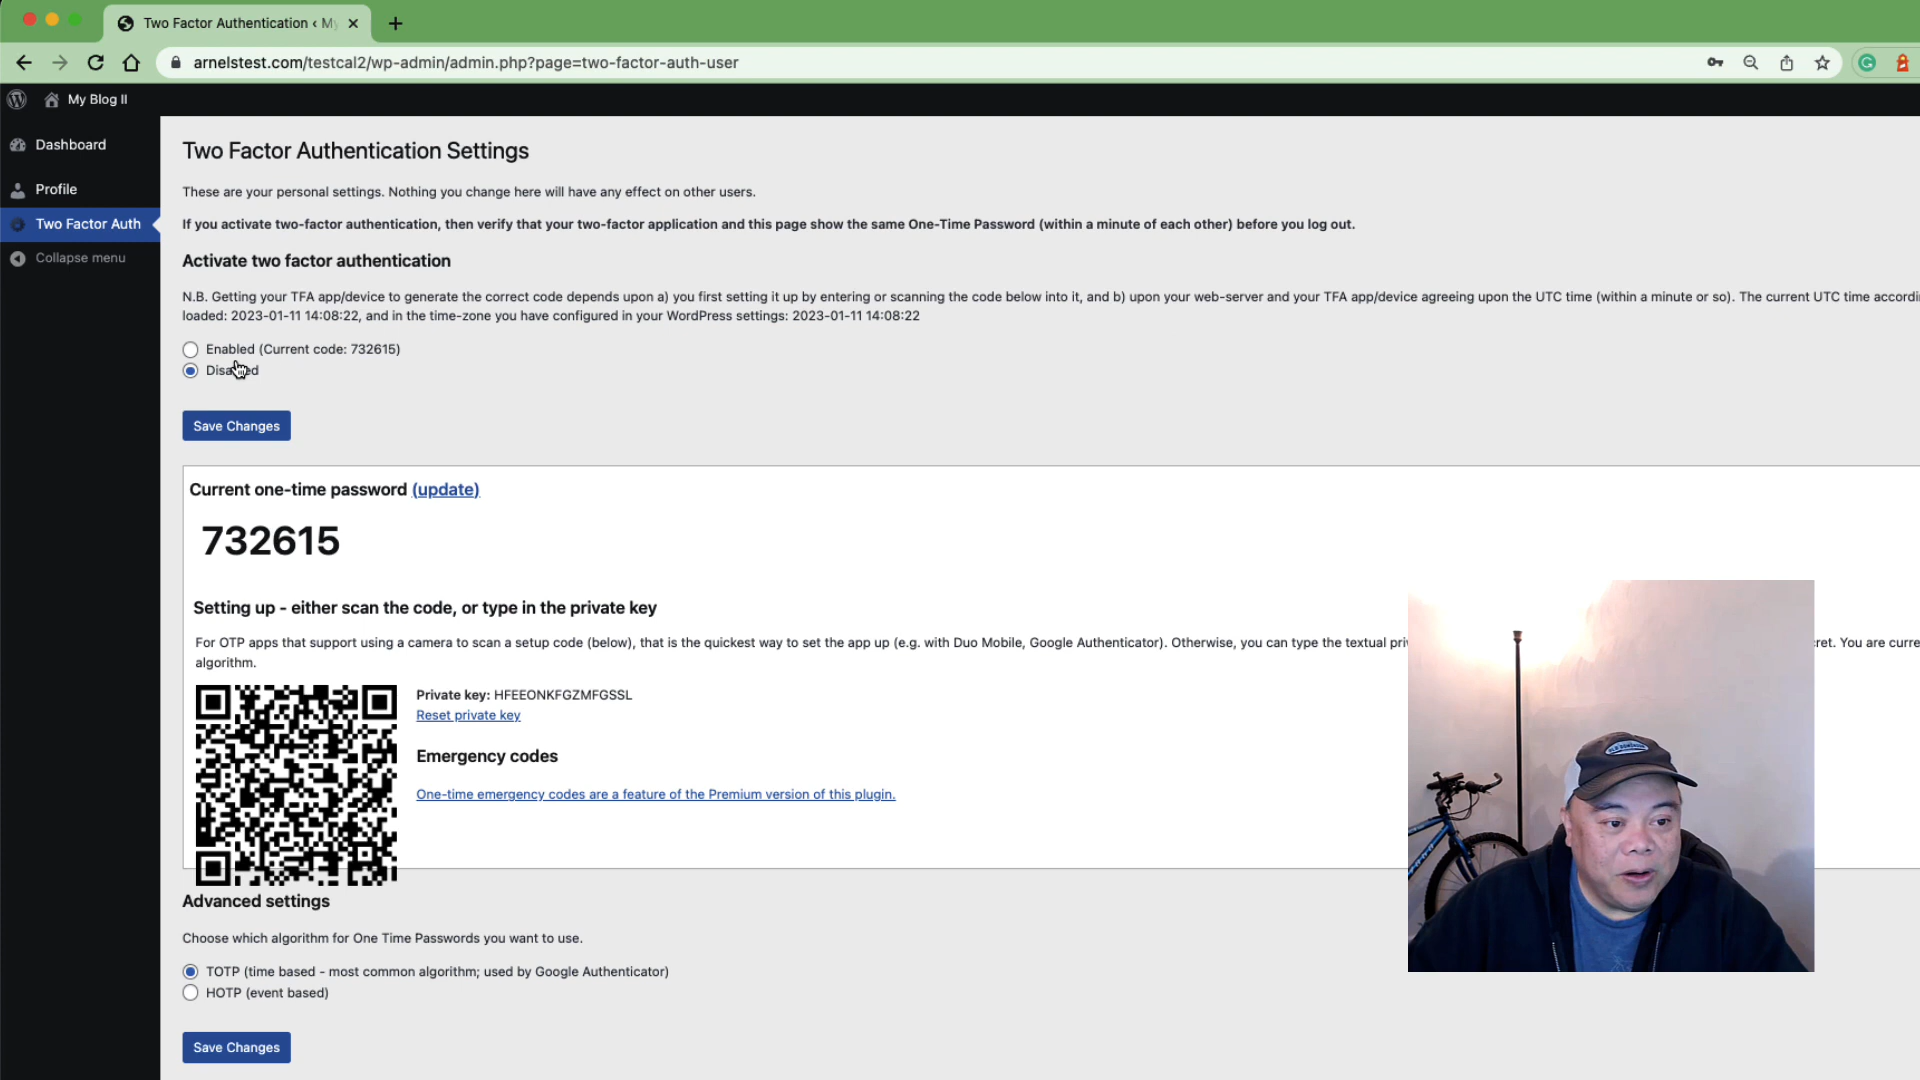 Two Factor Authentication ‹ My
arnelstest.com/testcal2/wp-admin/admin.php?page=two-factor-auth-user
My Blog II
Dashboard
Profile
Two Factor Auth
Collapse menu
Two Factor Authentication Settings
These are your personal settings. Nothing you change here will have any effect on other users.
If you activate two-factor authentication, then verify that your two-factor application and this page show the same One-Time Password (within a minute of each other) before you log out.
Activate two factor authentication
N.B. Getting your TFA app/device to generate the correct code depends upon a) you first setting it up by entering or scanning the code below into it, and b) upon your web-server and your TFA app/device agreeing upon the UTC time (within a minute or so). The current UTC time accordi
loaded: 2023-01-11 14:08:22, and in the time-zone you have configured in your WordPress settings: 2023-01-11 14:08:22
Enabled (Current code: 732615)
Disabled
Save Changes
Current one-time password (update)
732615
Setting up - either scan the code, or type in the private key
For OTP apps that support using a camera to scan a setup code (below), that is the quickest way to set the app up (e.g. with Duo Mobile, Google Authenticator). Otherwise, you can type the textual pri ret. You are curre
algorithm.
Private key: HFEEONKFGZMFGSSL
Reset private key
Emergency codes
One-time emergency codes are a feature of the Premium version of this plugin.
Advanced settings
Choose which algorithm for One Time Passwords you want to use.
TOTP (time based - most common algorithm; used by Google Authenticator)
HOTP (event based)
Save Changes